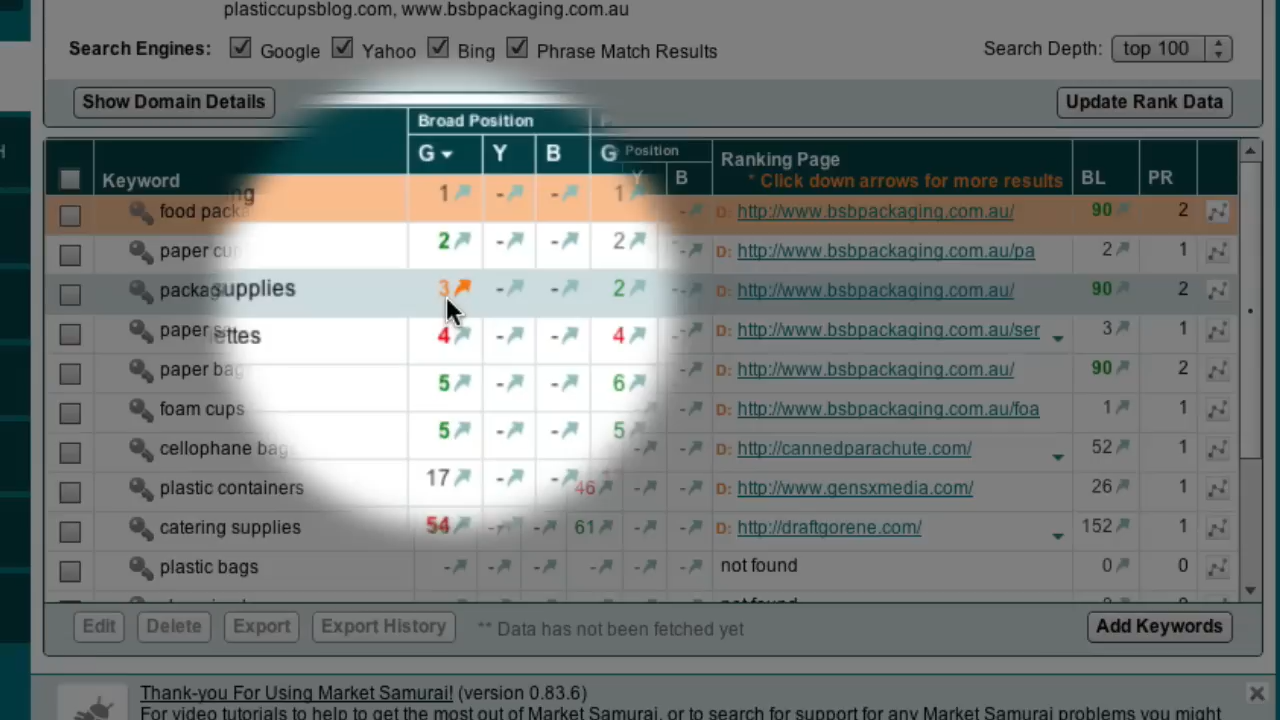 plasticcupsblog.com, www.bsbpackaging.com.au
Search Engines: Google Yahoo Bing Phrase Match Results Search Depth: top 100
Show Domain Details Update Rank Data
Broad Position
G Y B G Position
Y B
Keyword Ranking Page BL PR
* Click down arrows for more results
food packa ng 1 - - 1 - http://www.bsbpackaging.com.au/ 90 2
D:
paper cup 2 - - 2 - - D: http://www.bsbpackaging.com.au/pa 2 1
packag supplies 3 - - 2 - - D: http://www.bsbpackaging.com.au/ 90 2
paper s ettes 4 - - 4 - D: http://www.bsbpackaging.com.au/ser 3 1
paper bag 5 - - 6 - D: http://www.bsbpackaging.com.au/ 90 2
foam cups 5 - - 5 - D: http://www.bsbpackaging.com.au/foa 1 1
cellophane bag 17 - - - - D: http://cannedparachute.com/ 52 1
plastic containers 46 - - D: http://www.gensxmedia.com/ 26 1
catering supplies 54 - - 61 - - D: http://draftgorene.com/ 152 1
plastic bags - - - - - - not found 0 0
Edit Delete Export Export History ** Data has not been fetched yet Add Keywords
Thank-you For Using Market Samurai! (version 0.83.6)
For video tutorials to help to get the most out of Market Samurai, or to search for support for any Market Samurai problems you might